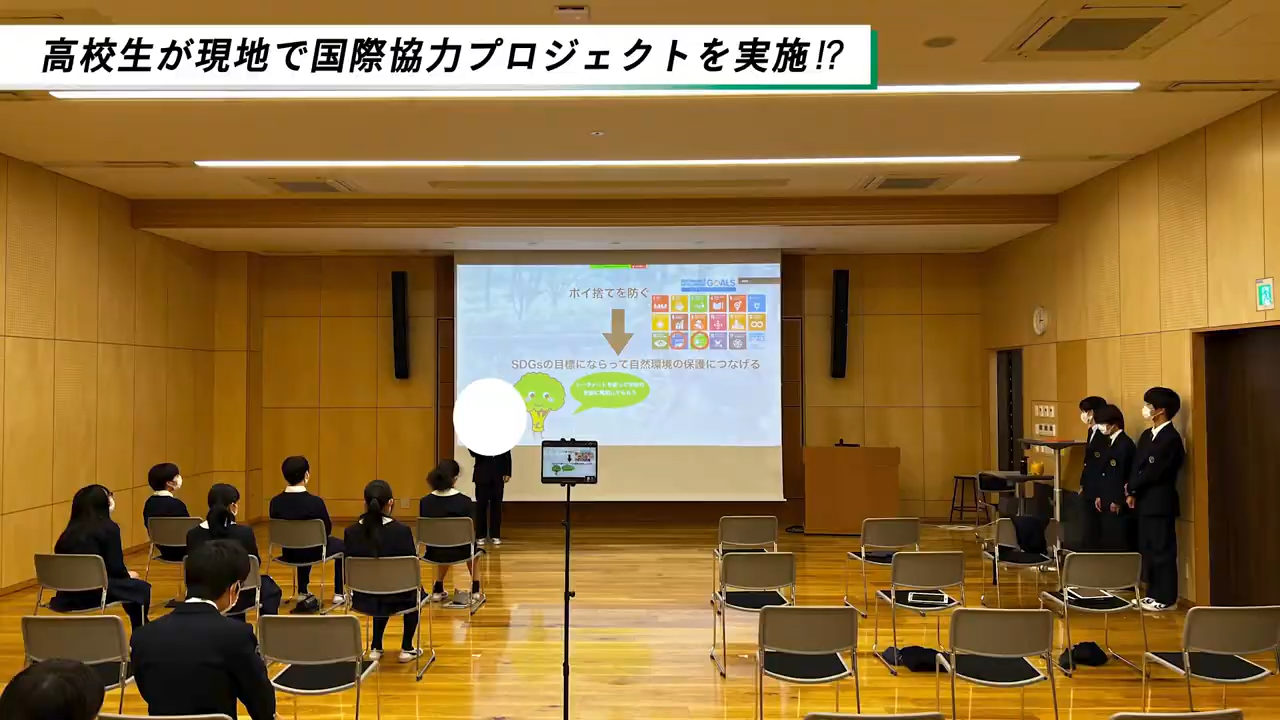 高校生が現地で国際協力プロジェクトを実施⁉
GOALS
ポイ捨てを防ぐ
SDGsの目標にならって自然環境の保護につなげる